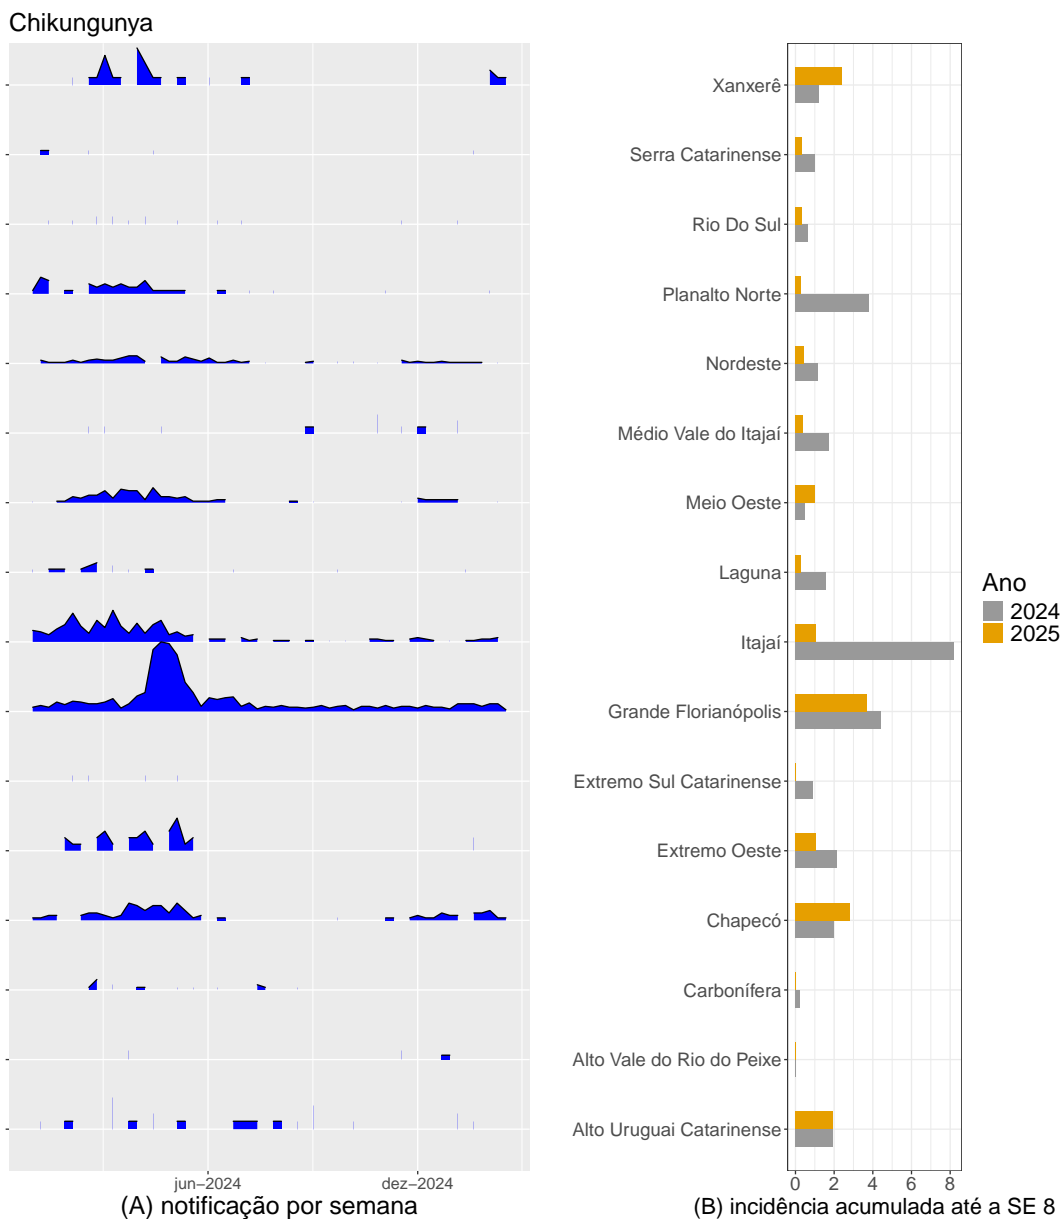 Chikungunya
Xanxerê
Serra Catarinense
Rio Do Sul
Planalto Norte
Nordeste
Médio Vale do Itajaí
Meio Oeste
Laguna
Itajaí
Grande Florianópolis
Extremo Sul Catarinense
Extremo Oeste
Chapecó
Carbonífera
Alto Vale do Rio do Peixe
Alto Uruguai Catarinense
Ano
2024
2025
jun−2024 dez−2024
0 2 4 6 8
(A) notificação por semana
(B) incidência acumulada até a SE 8